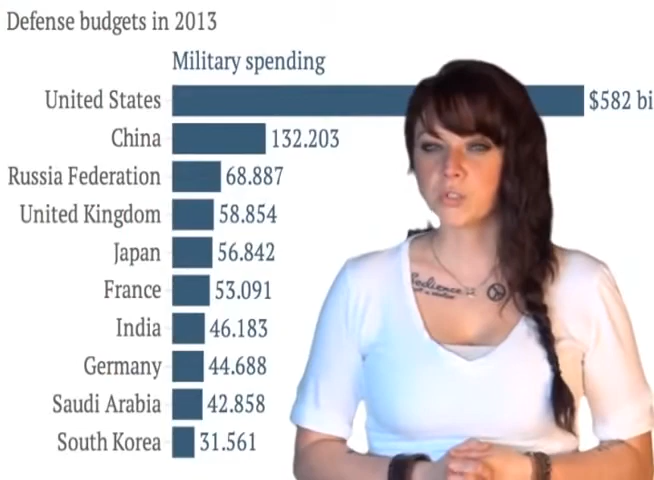 Defense budgets in 2013
Military spending
United States $582 bi
China 132.203
Russia Federation 68.887
United Kingdom 58.854
Japan 56.842
France 53.091
India 46.183
Germany 44.688
Saudi Arabia 42.858
South Korea 31.561